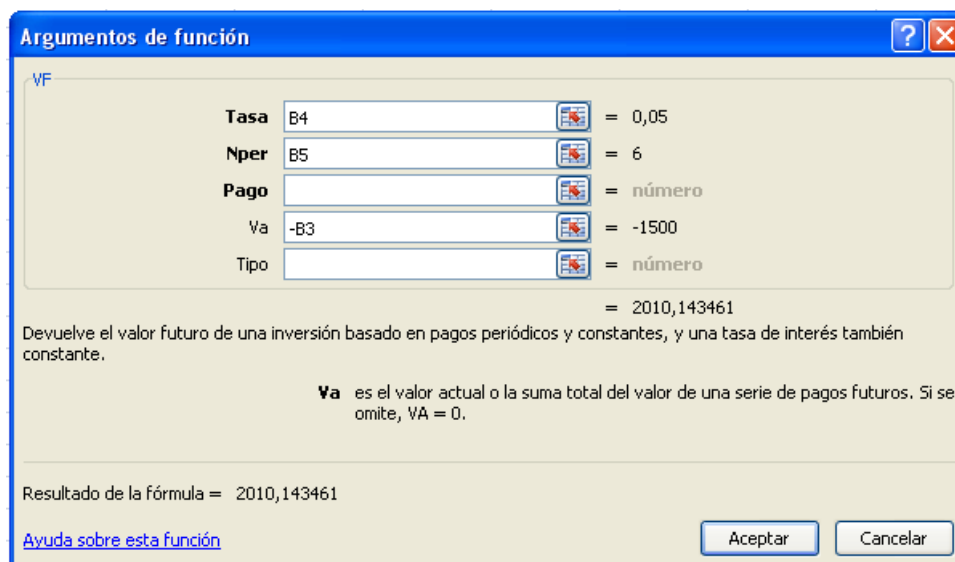 Argumentos de función
VF
Tasa B4 = 0,05
Nper B5 = 6
Pago = número
Va -B3 = -1500
Tipo = número
= 2010,143461
Devuelve el valor futuro de una inversión basado en pagos periódicos y constantes, y una tasa de interés también
constante.
Va es el valor actual o la suma total del valor de una serie de pagos futuros. Si se
omite, VA = 0.
Resultado de la fórmula = 2010,143461
Ayuda sobre esta función Aceptar Cancelar